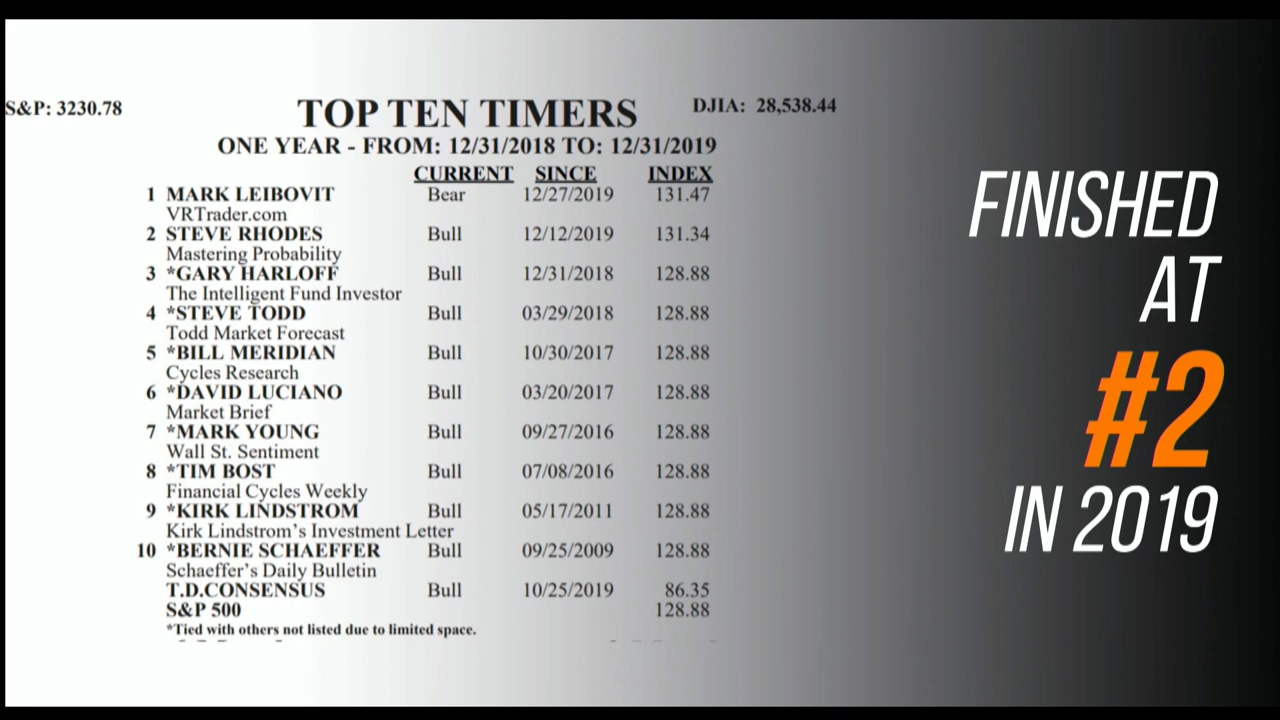 S&P: 3230.78
TOP TEN TIMERS
DJIA: 28,538.44
ONE YEAR - FROM: 12/31/2018 TO: 12/31/2019
CURRENT SINCE INDEX
1 MARK LEIBOVIT Bear 12/27/2019 131.47
VRTrader.com
2 STEVE RHODES Bull 12/12/2019 131.34
Mastering Probability
3 *GARY HARLOFF Bull 12/31/2018 128.88
The Intelligent Fund Investor
4 *STEVE TODD Bull 03/29/2018 128.88
Todd Market Forecast
5 *BILL MERIDIAN Bull 10/30/2017 128.88
Cycles Research
6 *DAVID LUCIANO Bull 03/20/2017 128.88
Market Brief
7 *MARK YOUNG Bull 09/27/2016 128.88
Wall St. Sentiment
8 *TIM BOST Bull 07/08/2016 128.88
Financial Cycles Weekly
9 *KIRK LINDSTROM Bull 05/17/2011 128.88
Kirk Lindstrom's Investment Letter
10 *BERNIE SCHAEFFER Bull 09/25/2009 128.88
Schaeffer's Daily Bulletin
T.D.CONSENSUS Bull 10/25/2019 86.35
S&P 500 128.88
*Tied with others not listed due to limited space.
FINISHED
AT
#2
IN 2019